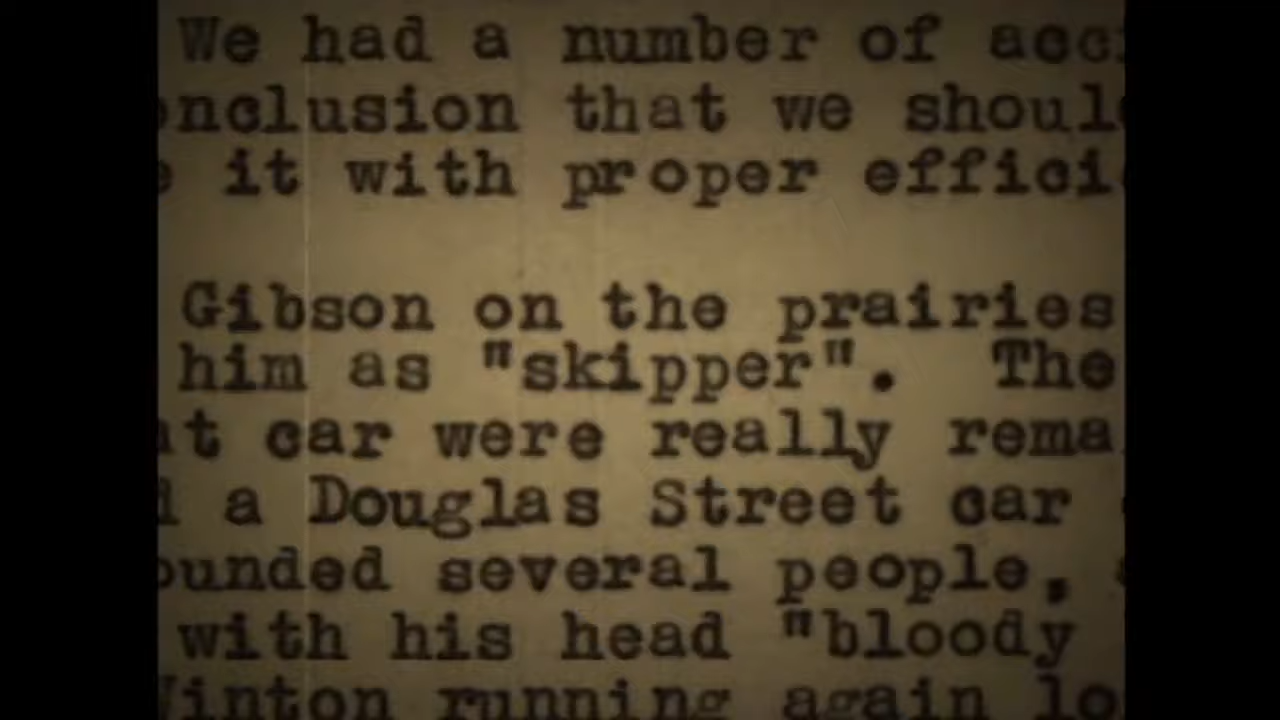 We had a number of acc
nclusion that we shoul
it with proper effici
Gibson on the prairies
him as "skipper". The
t car were really rema
a Douglas Street car
ounded several people,
with his head "bloody
inton running again lo